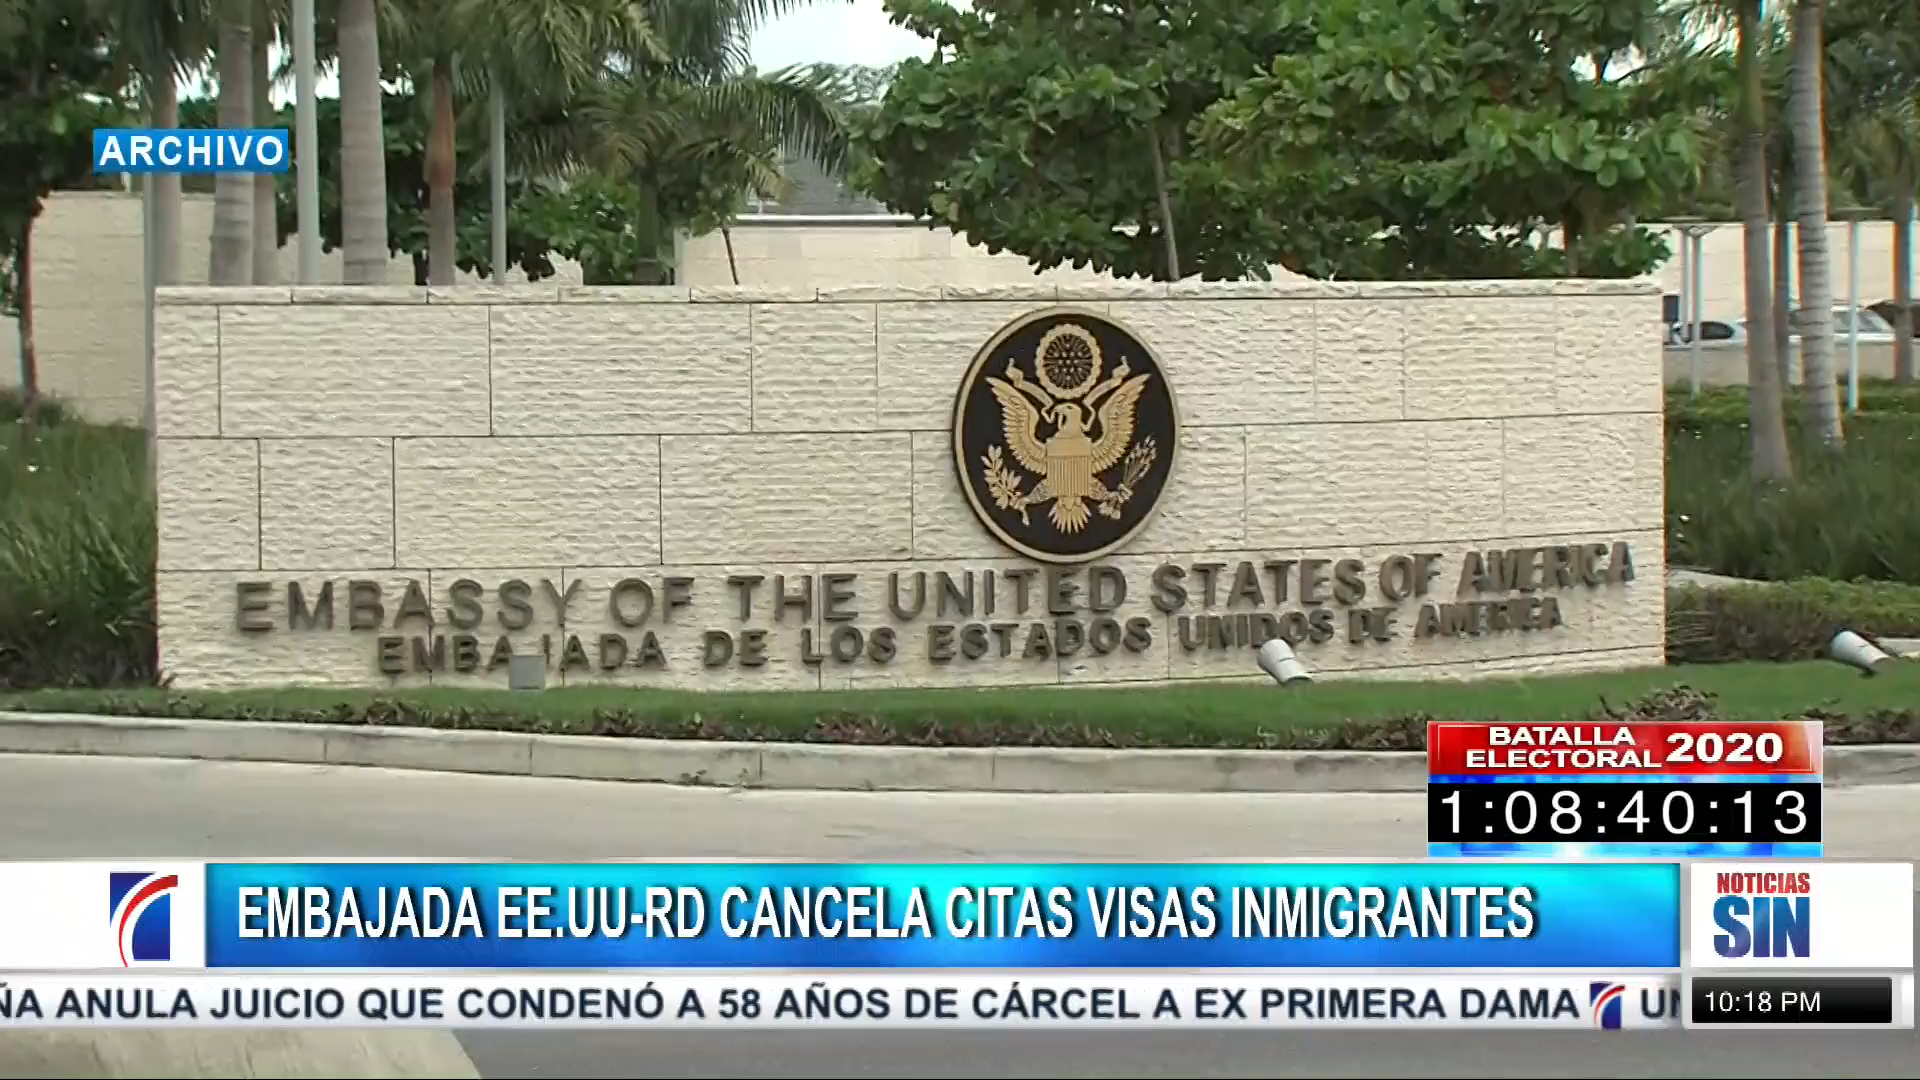 ARCHIVO
EMBASSY OF THE UNITED STATES OF AMERICA
EMBAJADA DE LOS ESTADOS UNIDOS DE AMERICA
BATALLA
ELECTORAL 2020
1:08:40:13
EMBAJADA EE.UU-RD CANCELA CITAS VISAS INMIGRANTES
NOTICIAS
SIN
ÑA ANULA JUICIO QUE CONDENÓ A 58 AÑOS DE CÁRCEL A EX PRIMERA DAMA UN
10:18 PM